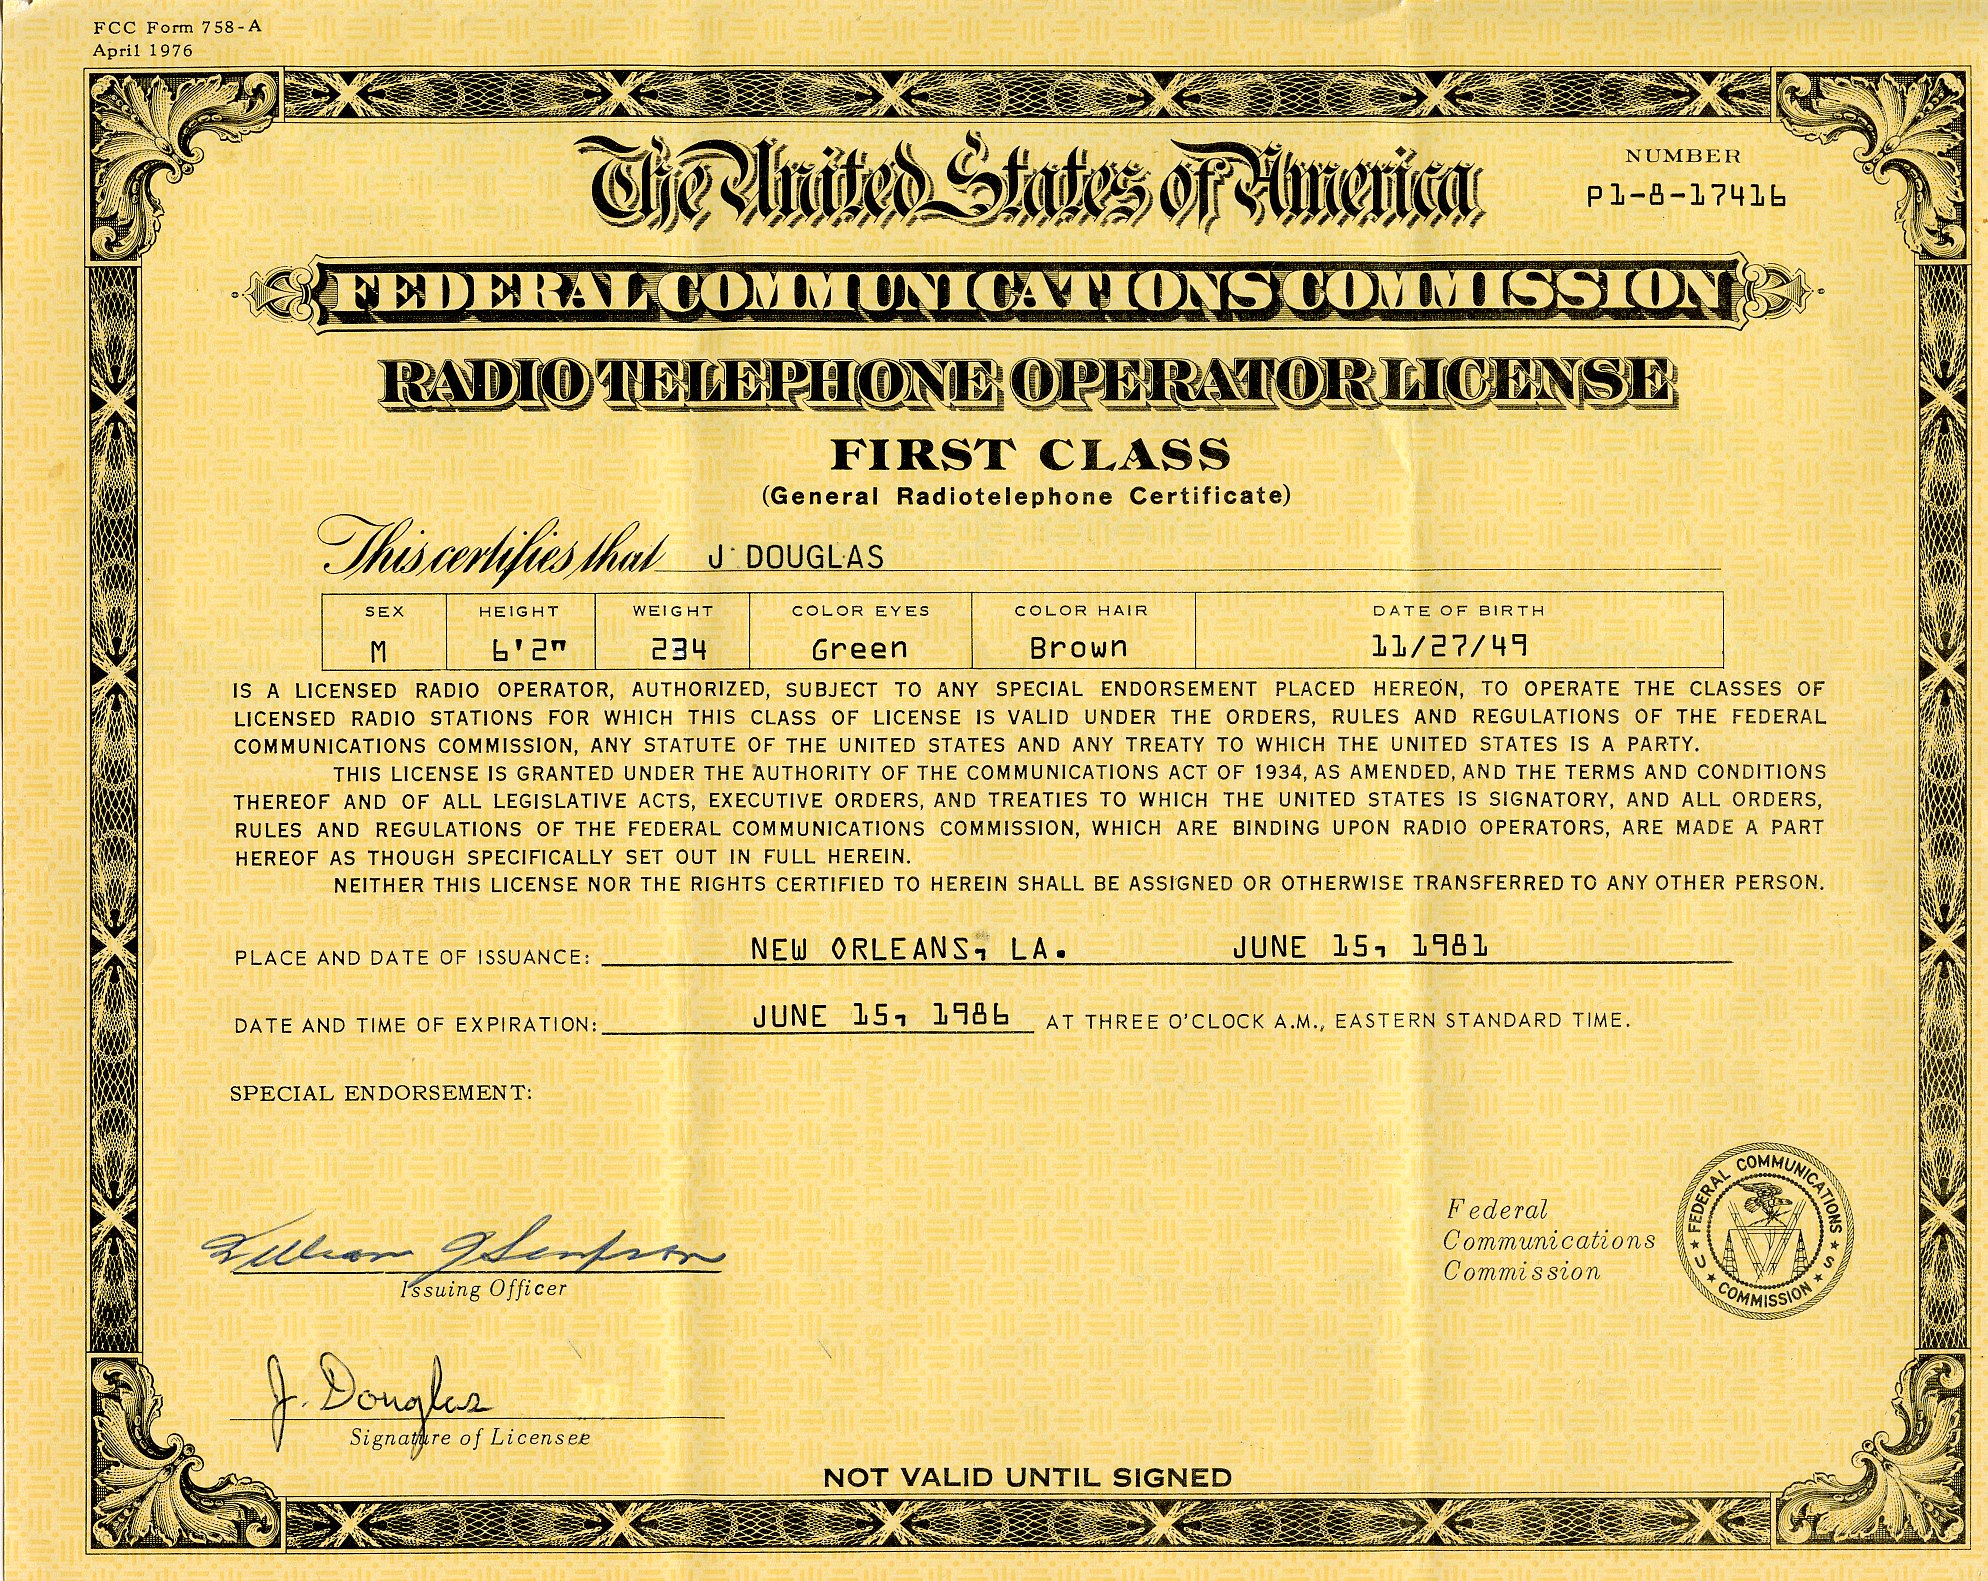 FCC Form 758-A
April 1976
The United States of America
NUMBER
P1-8-17416
FEDERAL COMMUNICATIONS COMMISSION
RADIO TELEPHONE OPERATOR LICENSE
FIRST CLASS
(General Radiotelephone Certificate)
This certifies that J DOUGLAS
SEX HEIGHT WEIGHT COLOR EYES COLOR HAIR DATE OF BIRTH
M 6'2" 234 Green Brown 11/27/49
IS A LICENSED RADIO OPERATOR, AUTHORIZED, SUBJECT TO ANY SPECIAL ENDORSEMENT PLACED HEREON, TO OPERATE THE CLASSES OF
LICENSED RADIO STATIONS FOR WHICH THIS CLASS OF LICENSE IS VALID UNDER THE ORDERS, RULES AND REGULATIONS OF THE FEDERAL
COMMUNICATIONS COMMISSION, ANY STATUTE OF THE UNITED STATES AND ANY TREATY TO WHICH THE UNITED STATES IS A PARTY.
THIS LICENSE IS GRANTED UNDER THE AUTHORITY OF THE COMMUNICATIONS ACT OF 1934, AS AMENDED, AND THE TERMS AND CONDITIONS
THEREOF AND OF ALL LEGISLATIVE ACTS, EXECUTIVE ORDERS, AND TREATIES TO WHICH THE UNITED STATES IS SIGNATORY, AND ALL ORDERS,
RULES AND REGULATIONS OF THE FEDERAL COMMUNICATIONS COMMISSION, WHICH ARE BINDING UPON RADIO OPERATORS, ARE MADE A PART
HEREOF AS THOUGH SPECIFICALLY SET OUT IN FULL HEREIN.
NEITHER THIS LICENSE NOR THE RIGHTS CERTIFIED TO HEREIN SHALL BE ASSIGNED OR OTHERWISE TRANSFERRED TO ANY OTHER PERSON.
PLACE AND DATE OF ISSUANCE: NEW ORLEANS, LA. JUNE 15, 1981
DATE AND TIME OF EXPIRATION: JUNE 15, 1986 AT THREE O'CLOCK A.M., EASTERN STANDARD TIME.
SPECIAL ENDORSEMENT:
Federal
Communications
Commission
FEDERAL COMMUNICATIONS
U ★ ★ S
★ COMMISSION ★
William J Simpson
Issuing Officer
J. Douglas
Signature of Licensee
NOT VALID UNTIL SIGNED